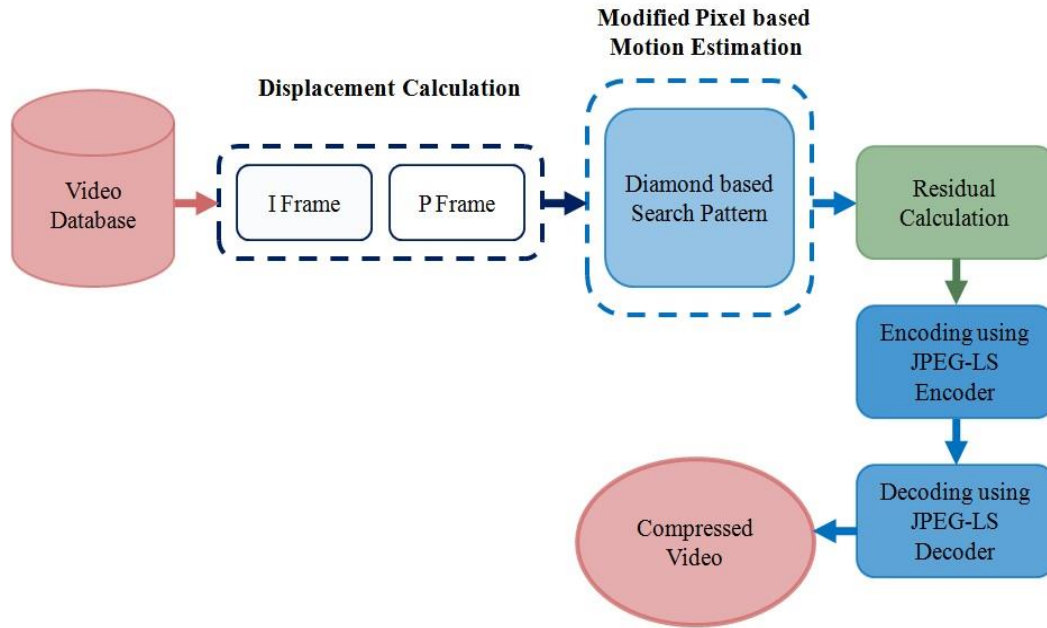 Modified Pixel based
Motion Estimation
Displacement Calculation
Video
Database
I Frame
P Frame
Diamond based
Search Pattern
Residual
Calculation
Encoding using
JPEG-LS
Encoder
Decoding using
JPEG-LS
Decoder
Compressed
Video